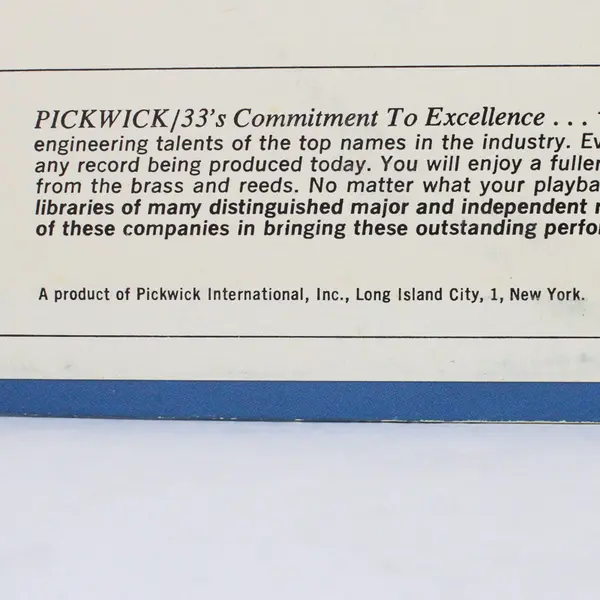 PICKWICK/33's Commitment To Excellence ...
engineering talents of the top names in the industry.
any record being produced today. You will enjoy a fuller
from the brass and reeds. No matter what your
libraries of many distinguished major and independent
of these companies in bringing these outstanding
A product of Pickwick International, Inc., Long Island City, 1, New York.